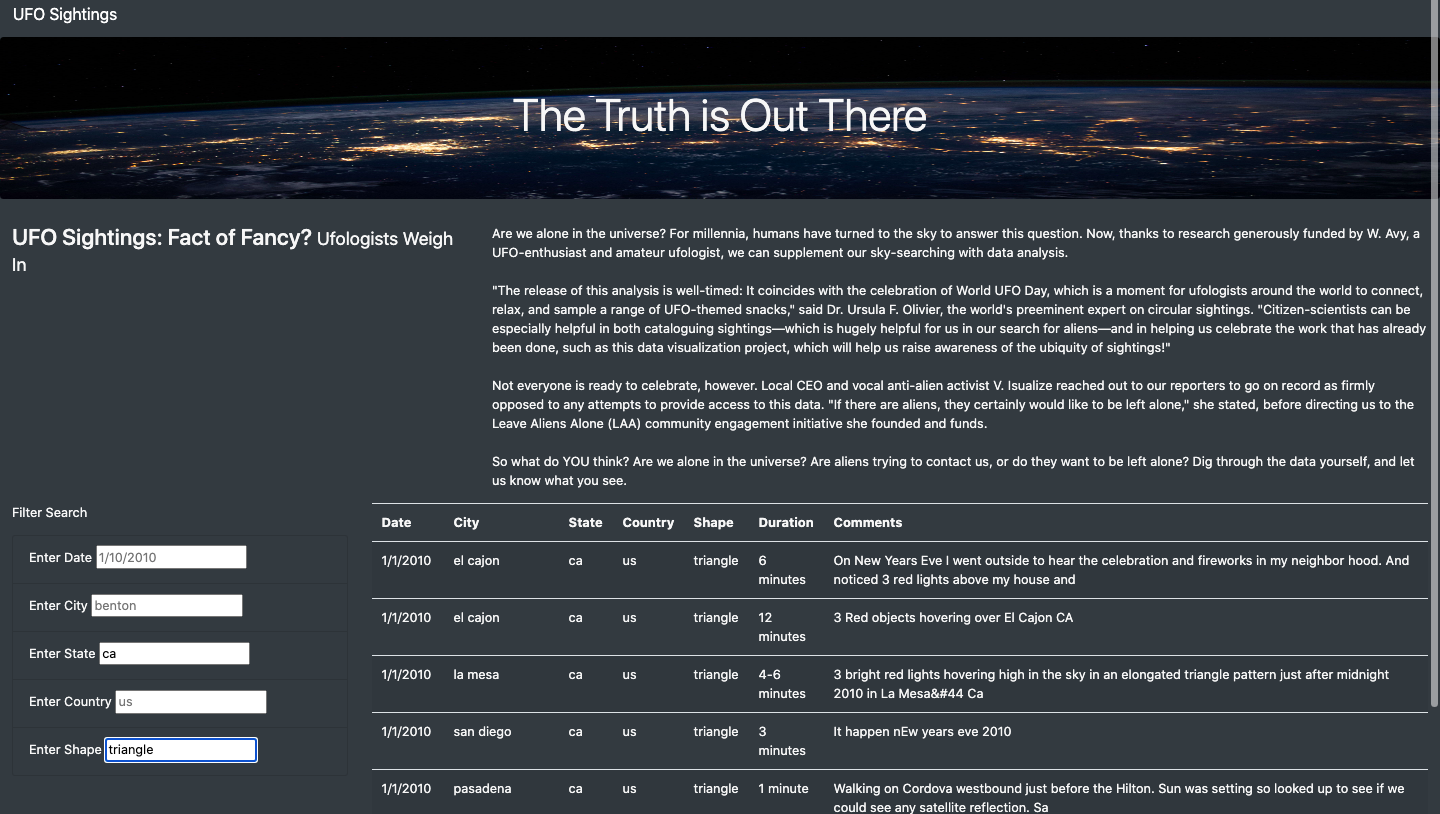 UFO Sightings
The Truth is Out There
UFO Sightings: Fact of Fancy? Ufologists Weigh
In
Are we alone in the universe? For millennia, humans have turned to the sky to answer this question. Now, thanks to research generously funded by W. Avy, a
UFO-enthusiast and amateur ufologist, we can supplement our sky-searching with data analysis.
"The release of this analysis is well-timed: It coincides with the celebration of World UFO Day, which is a moment for ufologists around the world to connect,
relax, and sample a range of UFO-themed snacks," said Dr. Ursula F. Olivier, the world's preeminent expert on circular sightings. "Citizen-scientists can be
especially helpful in both cataloguing sightings—which is hugely helpful for us in our search for aliens—and in helping us celebrate the work that has already
been done, such as this data visualization project, which will help us raise awareness of the ubiquity of sightings!"
Not everyone is ready to celebrate, however. Local CEO and vocal anti-alien activist V. Isualize reached out to our reporters to go on record as firmly
opposed to any attempts to provide access to this data. "If there are aliens, they certainly would like to be left alone," she stated, before directing us to the
Leave Aliens Alone (LAA) community engagement initiative she founded and funds.
So what do YOU think? Are we alone in the universe? Are aliens trying to contact us, or do they want to be left alone? Dig through the data yourself, and let
us know what you see.
Filter Search
Enter Date 1/10/2010
Enter City benton
Enter State ca
Enter Country us
Enter Shape triangle
Date City State Country Shape Duration Comments
1/1/2010 el cajon ca us triangle 6 On New Years Eve I went outside to hear the celebration and fireworks in my neighbor hood. And
minutes noticed 3 red lights above my house and
1/1/2010 el cajon ca us triangle 12 3 Red objects hovering over El Cajon CA
minutes
1/1/2010 la mesa ca us triangle 4-6 3 bright red lights hovering high in the sky in an elongated triangle pattern just after midnight
minutes 2010 in La Mesa&#44 Ca
1/1/2010 san diego ca us triangle 3 It happen nEw years eve 2010
minutes
1/1/2010 pasadena ca us triangle 1 minute Walking on Cordova westbound just before the Hilton. Sun was setting so looked up to see if we
could see any satellite reflection. Sa